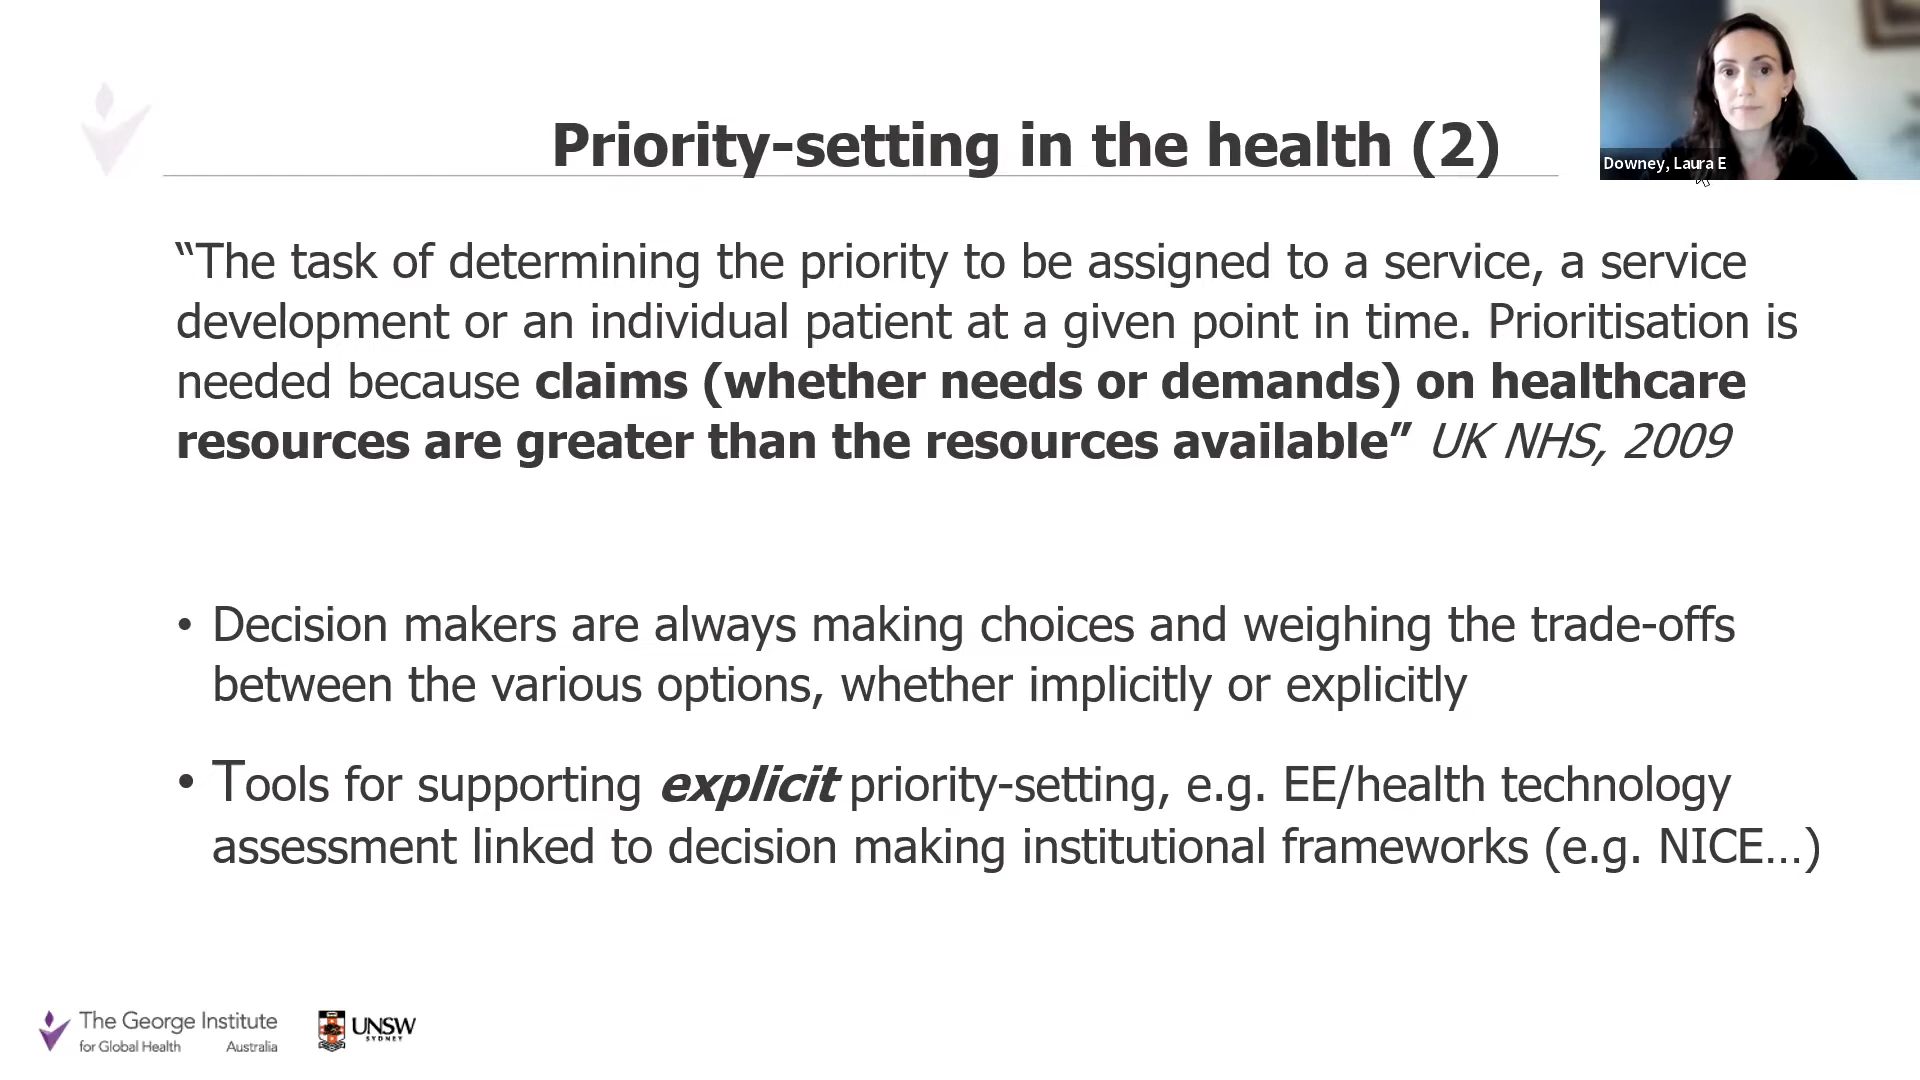 Priority-setting in the health (2)
Downey, Laura E
“The task of determining the priority to be assigned to a service, a service
development or an individual patient at a given point in time. Prioritisation is
needed because claims (whether needs or demands) on healthcare
resources are greater than the resources available” UK NHS, 2009
• Decision makers are always making choices and weighing the trade-offs
between the various options, whether implicitly or explicitly
• Tools for supporting explicit priority-setting, e.g. EE/health technology
assessment linked to decision making institutional frameworks (e.g. NICE…)
The George Institute
for Global Health Australia
UNSW
SYDNEY